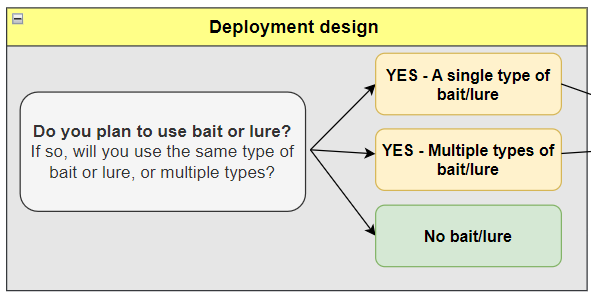 Deployment design
Do you plan to use bait or lure?
If so, will you use the same type of
bait or lure, or multiple types?
YES - A single type of
bait/lure
YES - Multiple types of
bait/lure
No bait/lure